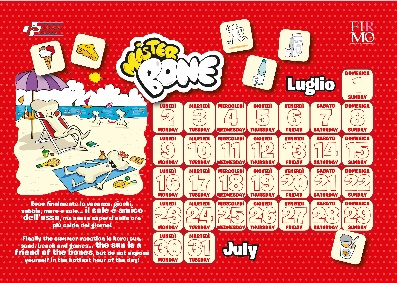 FIR
MO
MISTER
BONE
Luglio
DOMENICA
1
SUNDAY
LUNEDÌ MARTEDÌ MERCOLEDÌ GIOVEDÌ VENERDÌ SABATO DOMENICA
2 3 4 5 6 7 8
MONDAY TUESDAY WEDNESDAY THURSDAY FRIDAY SATURDAY SUNDAY
LUNEDÌ MARTEDÌ MERCOLEDÌ GIOVEDÌ VENERDÌ SABATO DOMENICA
9 10 11 12 13 14 15
MONDAY TUESDAY WEDNESDAY THURSDAY FRIDAY SATURDAY SUNDAY
LUNEDÌ MARTEDÌ MERCOLEDÌ GIOVEDÌ VENERDÌ SABATO DOMENICA
16 17 18 19 20 21 22
MONDAY TUESDAY WEDNESDAY THURSDAY FRIDAY SATURDAY SUNDAY
LUNEDÌ MARTEDÌ MERCOLEDÌ GIOVEDÌ VENERDÌ SABATO DOMENICA
23 24 25 26 27 28 29
MONDAY TUESDAY WEDNESDAY THURSDAY FRIDAY SATURDAY SUNDAY
LUNEDÌ MARTEDÌ
30 31
MONDAY TUESDAY
July
Ecco finalmente la vacanza, giochi,
sabbia, mare e sole... il sole è amico
dell'osso, ma senza esporsi nelle ore
più calde del giorno!
Finally the summer vacation is here: sun,
sand, beach and games... the sun is a
friend of the bones, but do not expose
yourself in the hottest hour of the day!